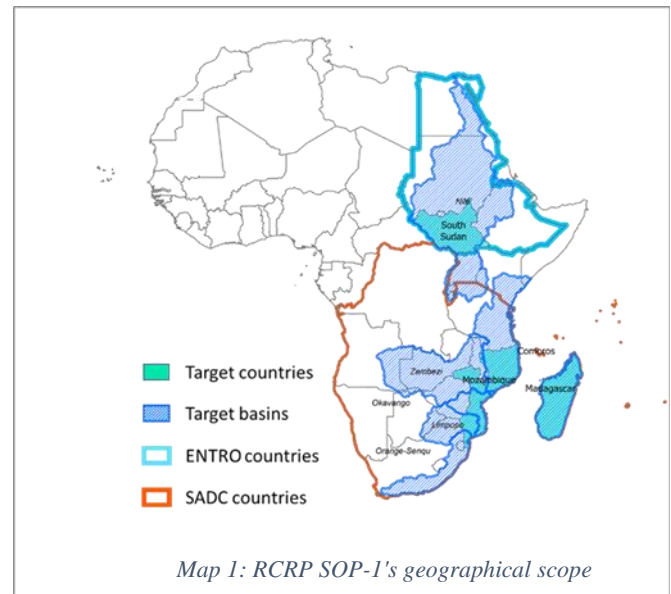 Nile
South
Sudan
Comoros
Zambezi
Mozambique
Madagascar
Okavango
Limpopo
Orange-Senqu
Target countries
Target basins
ENTRO countries
SADC countries
Map 1: RCRP SOP-1's geographical scope